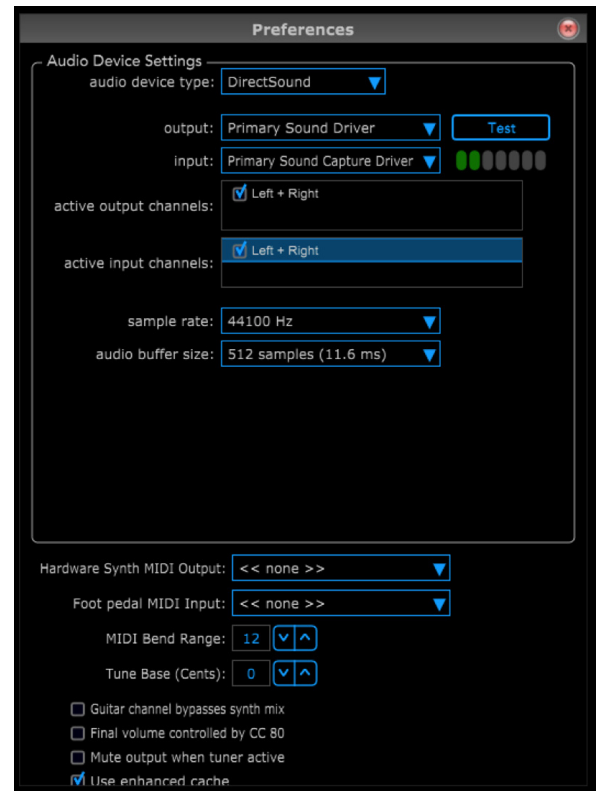 Preferences
Audio Device Settings
audio device type: DirectSound
output: Primary Sound Driver Test
input: Primary Sound Capture Driver
Left + Right
active output channels:
Left + Right
active input channels:
sample rate: 44100 Hz
audio buffer size: 512 samples (11.6 ms)
Hardware Synth MIDI Output: << none >>
Foot pedal MIDI Input: << none >>
MIDI Bend Range: 12
Tune Base (Cents): 0
Guitar channel bypasses synth mix
Final volume controlled by CC 80
Mute output when tuner active
Use enhanced cache